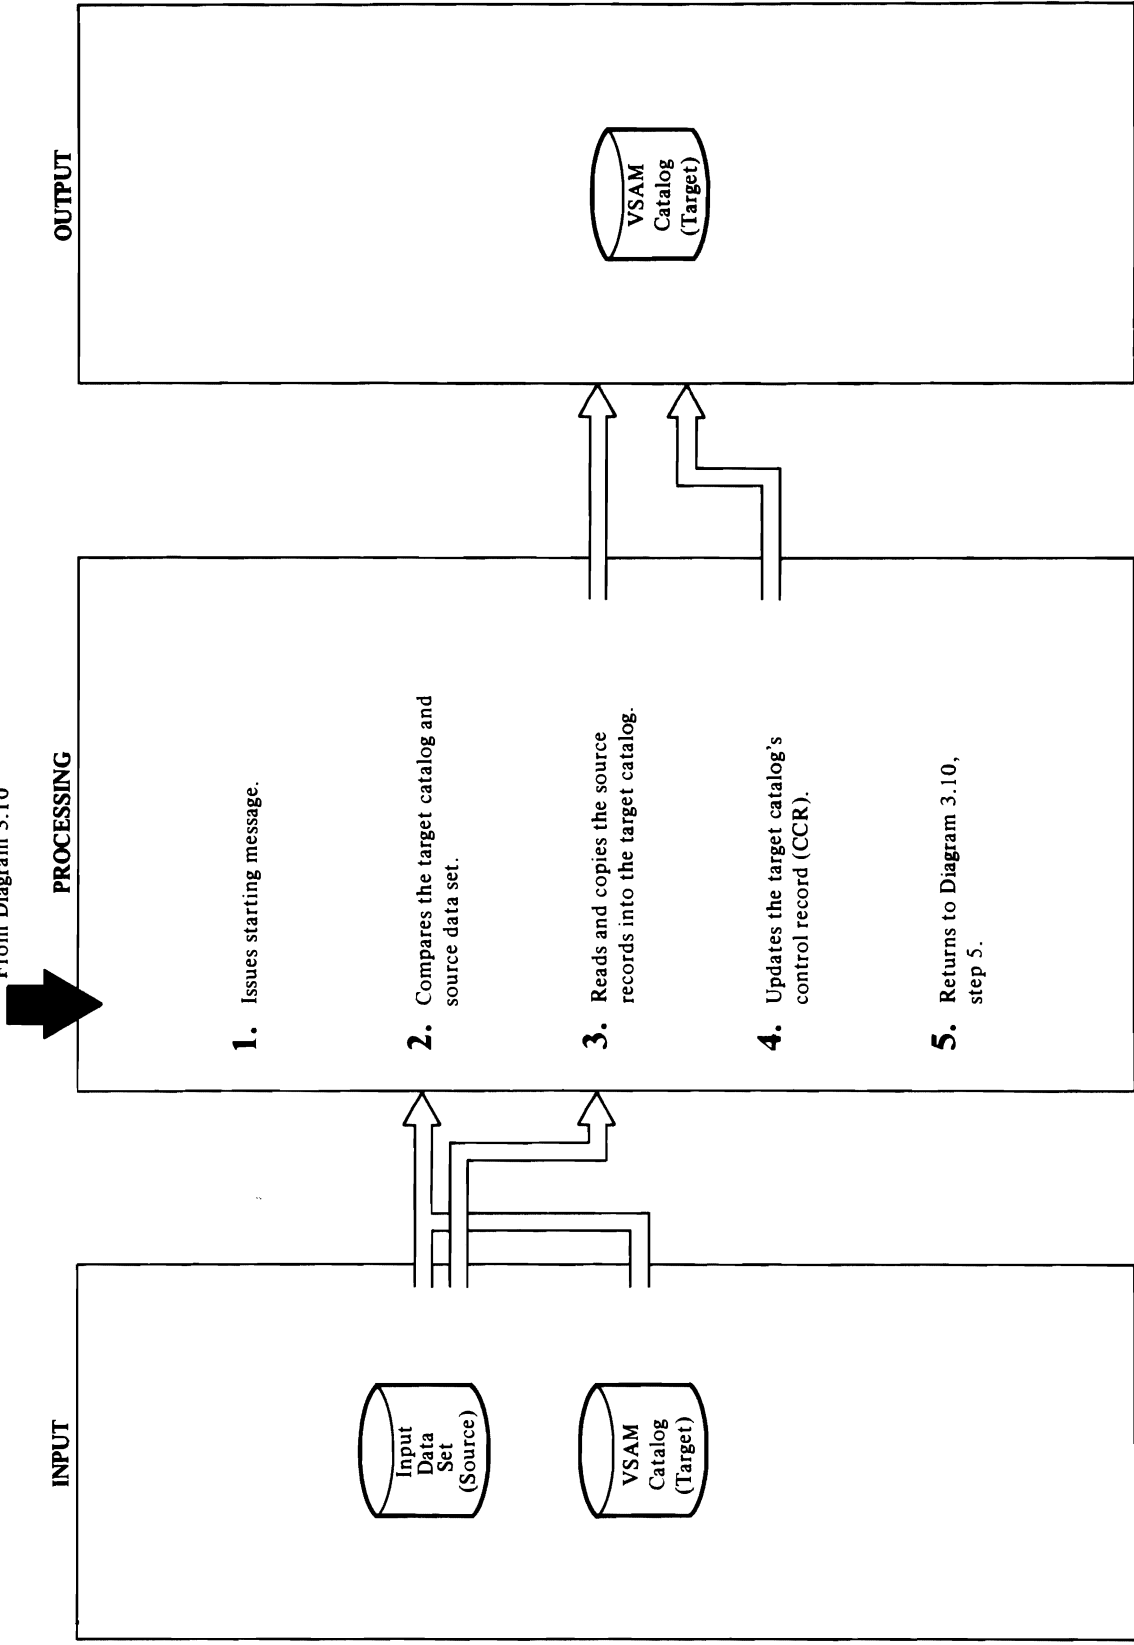 From Diagram 3.10
INPUT
PROCESSING
OUTPUT
Input
Data
Set
(Source)
VSAM
Catalog
(Target)
1. Issues starting message.
2. Compares the target catalog and
source data set.
3. Reads and copies the source
records into the target catalog.
4. Updates the target catalog's
control record (CCR).
5. Returns to Diagram 3.10,
step 5.
VSAM
Catalog
(Target)